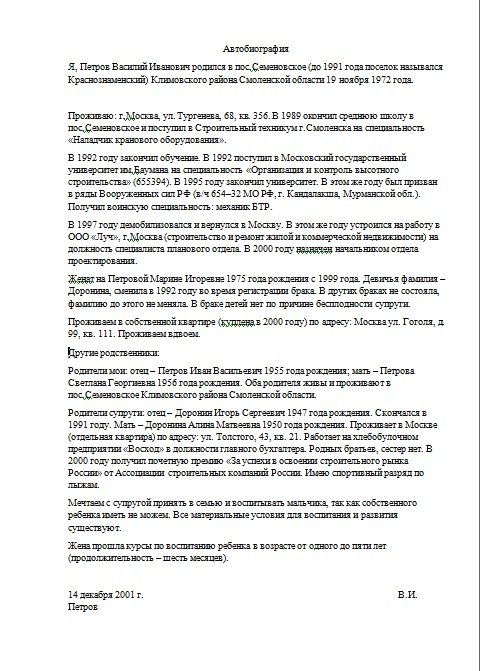 Автобиография
Я, Петров Василий Иванович родился в пос.Семеновское (до 1991 года поселок назывался
Краснознаменский) Климовского района Смоленской области 19 ноября 1972 года.
Проживаю: г.Москва, ул. Тургенева, 68, кв. 356. В 1989 окончил среднюю школу в
пос.Семеновское и поступил в Строительный техникум г.Смоленска на специальность
«Наладчик кранового оборудования».
В 1992 году закончил обучение. В 1992 поступил в Московский государственный
университет им.Баумана на специальность «Организация и контроль высотного
строительства» (655394). В 1995 году закончил университет. В этом же году был призван
в ряды Вооруженных сил РФ (в/ч 654–32 МО РФ, г. Кандалакша, Мурманской обл.).
Получил воинскую специальность: механик БТР.
В 1997 году демобилизовался и вернулся в Москву. В этом же году устроился на работу в
ООО «Луч», г.Москва (строительство и ремонт жилой и коммерческой недвижимости) на
должность специалиста планового отдела. В 2000 году назначен начальником отдела
проектирования.
Женат на Петровой Марине Игоревне 1975 года рождения с 1999 года. Девичья фамилия –
Доронина, сменила в 1992 году во время регистрации брака. В других браках не состояла,
фамилию до этого не меняла. В браке детей нет по причине бесплодности супруги.
Проживаем в собственной квартире (куплена в 2000 году) по адресу: Москва ул. Гоголя, д.
99, кв. 111. Проживаем вдвоем.
Другие родственники:
Родители мои: отец – Петров Иван Васильевич 1955 года рождения; мать – Петрова
Светлана Георгиевна 1956 года рождения. Оба родителя живы и проживают в
пос.Семеновское Климовского района Смоленской области.
Родители супруги: отец – Доронин Игорь Сергеевич 1947 года рождения. Скончался в
1991 году. Мать – Доронина Алина Матвеевна 1950 года рождения. Проживает в Москве
(отдельная квартира) по адресу: ул. Толстого, 43, кв. 21. Работает на хлебобулочном
предприятии «Восход» в должности главного бухгалтера. Родных братьев, сестер нет. В
2000 году получил почетную премию «За успехи в освоении строительного рынка
России» от Ассоциации строительных компаний России. Имею спортивный разряд по
лыжам.
Мечтаем с супругой принять в семью и воспитывать мальчика, так как собственного
ребенка иметь не можем. Все материальные условия для воспитания и развития
существуют.
Жена прошла курсы по воспитанию ребенка в возрасте от одного до пяти лет
(продолжительность – шесть месяцев).
14 декабря 2001 г. В.И.
Петров